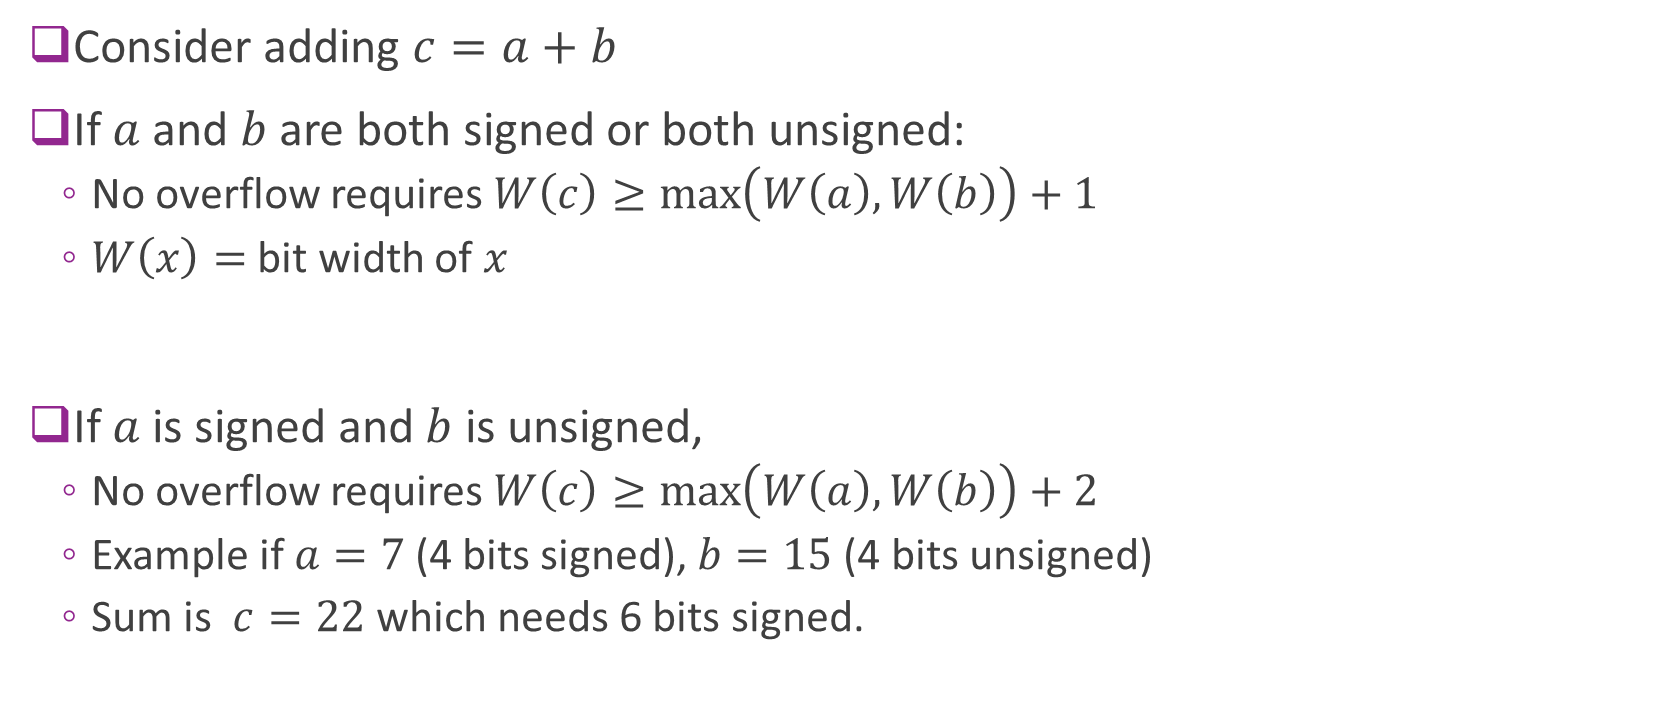 ❑Consider adding 𝑐 = 𝑎 + 𝑏
❑If 𝑎 and 𝑏 are both signed or both unsigned:
◦ No overflow requires 𝑊(𝑐) ≥ max(𝑊(𝑎), 𝑊(𝑏)) + 1
◦ 𝑊(𝑥) = bit width of 𝑥
❑If 𝑎 is signed and 𝑏 is unsigned,
◦ No overflow requires 𝑊(𝑐) ≥ max(𝑊(𝑎), 𝑊(𝑏)) + 2
◦ Example if 𝑎 = 7 (4 bits signed), 𝑏 = 15 (4 bits unsigned)
◦ Sum is 𝑐 = 22 which needs 6 bits signed.